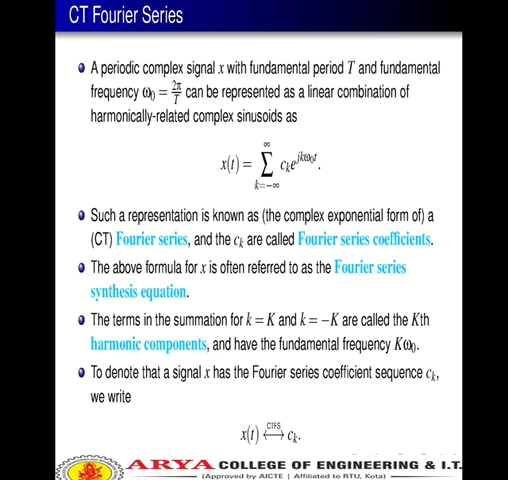 CT Fourier Series
A periodic complex signal x with fundamental period T and fundamental
frequency ω₀ = 2π/T can be represented as a linear combination of
harmonically-related complex sinusoids as
x(t) = ∑_{k=−∞}^{∞} c_k e^{jkω₀t}.
Such a representation is known as (the complex exponential form of) a
(CT) Fourier series, and the c_k are called Fourier series coefficients.
The above formula for x is often referred to as the Fourier series
synthesis equation.
The terms in the summation for k = K and k = −K are called the Kth
harmonic components, and have the fundamental frequency Kω₀.
To denote that a signal x has the Fourier series coefficient sequence c_k,
we write
x(t) ⟷^{CTFS} c_k.
ARYA COLLEGE OF ENGINEERING & I.T.
(Approved by AICTE | Affiliated to RTU, Kota)